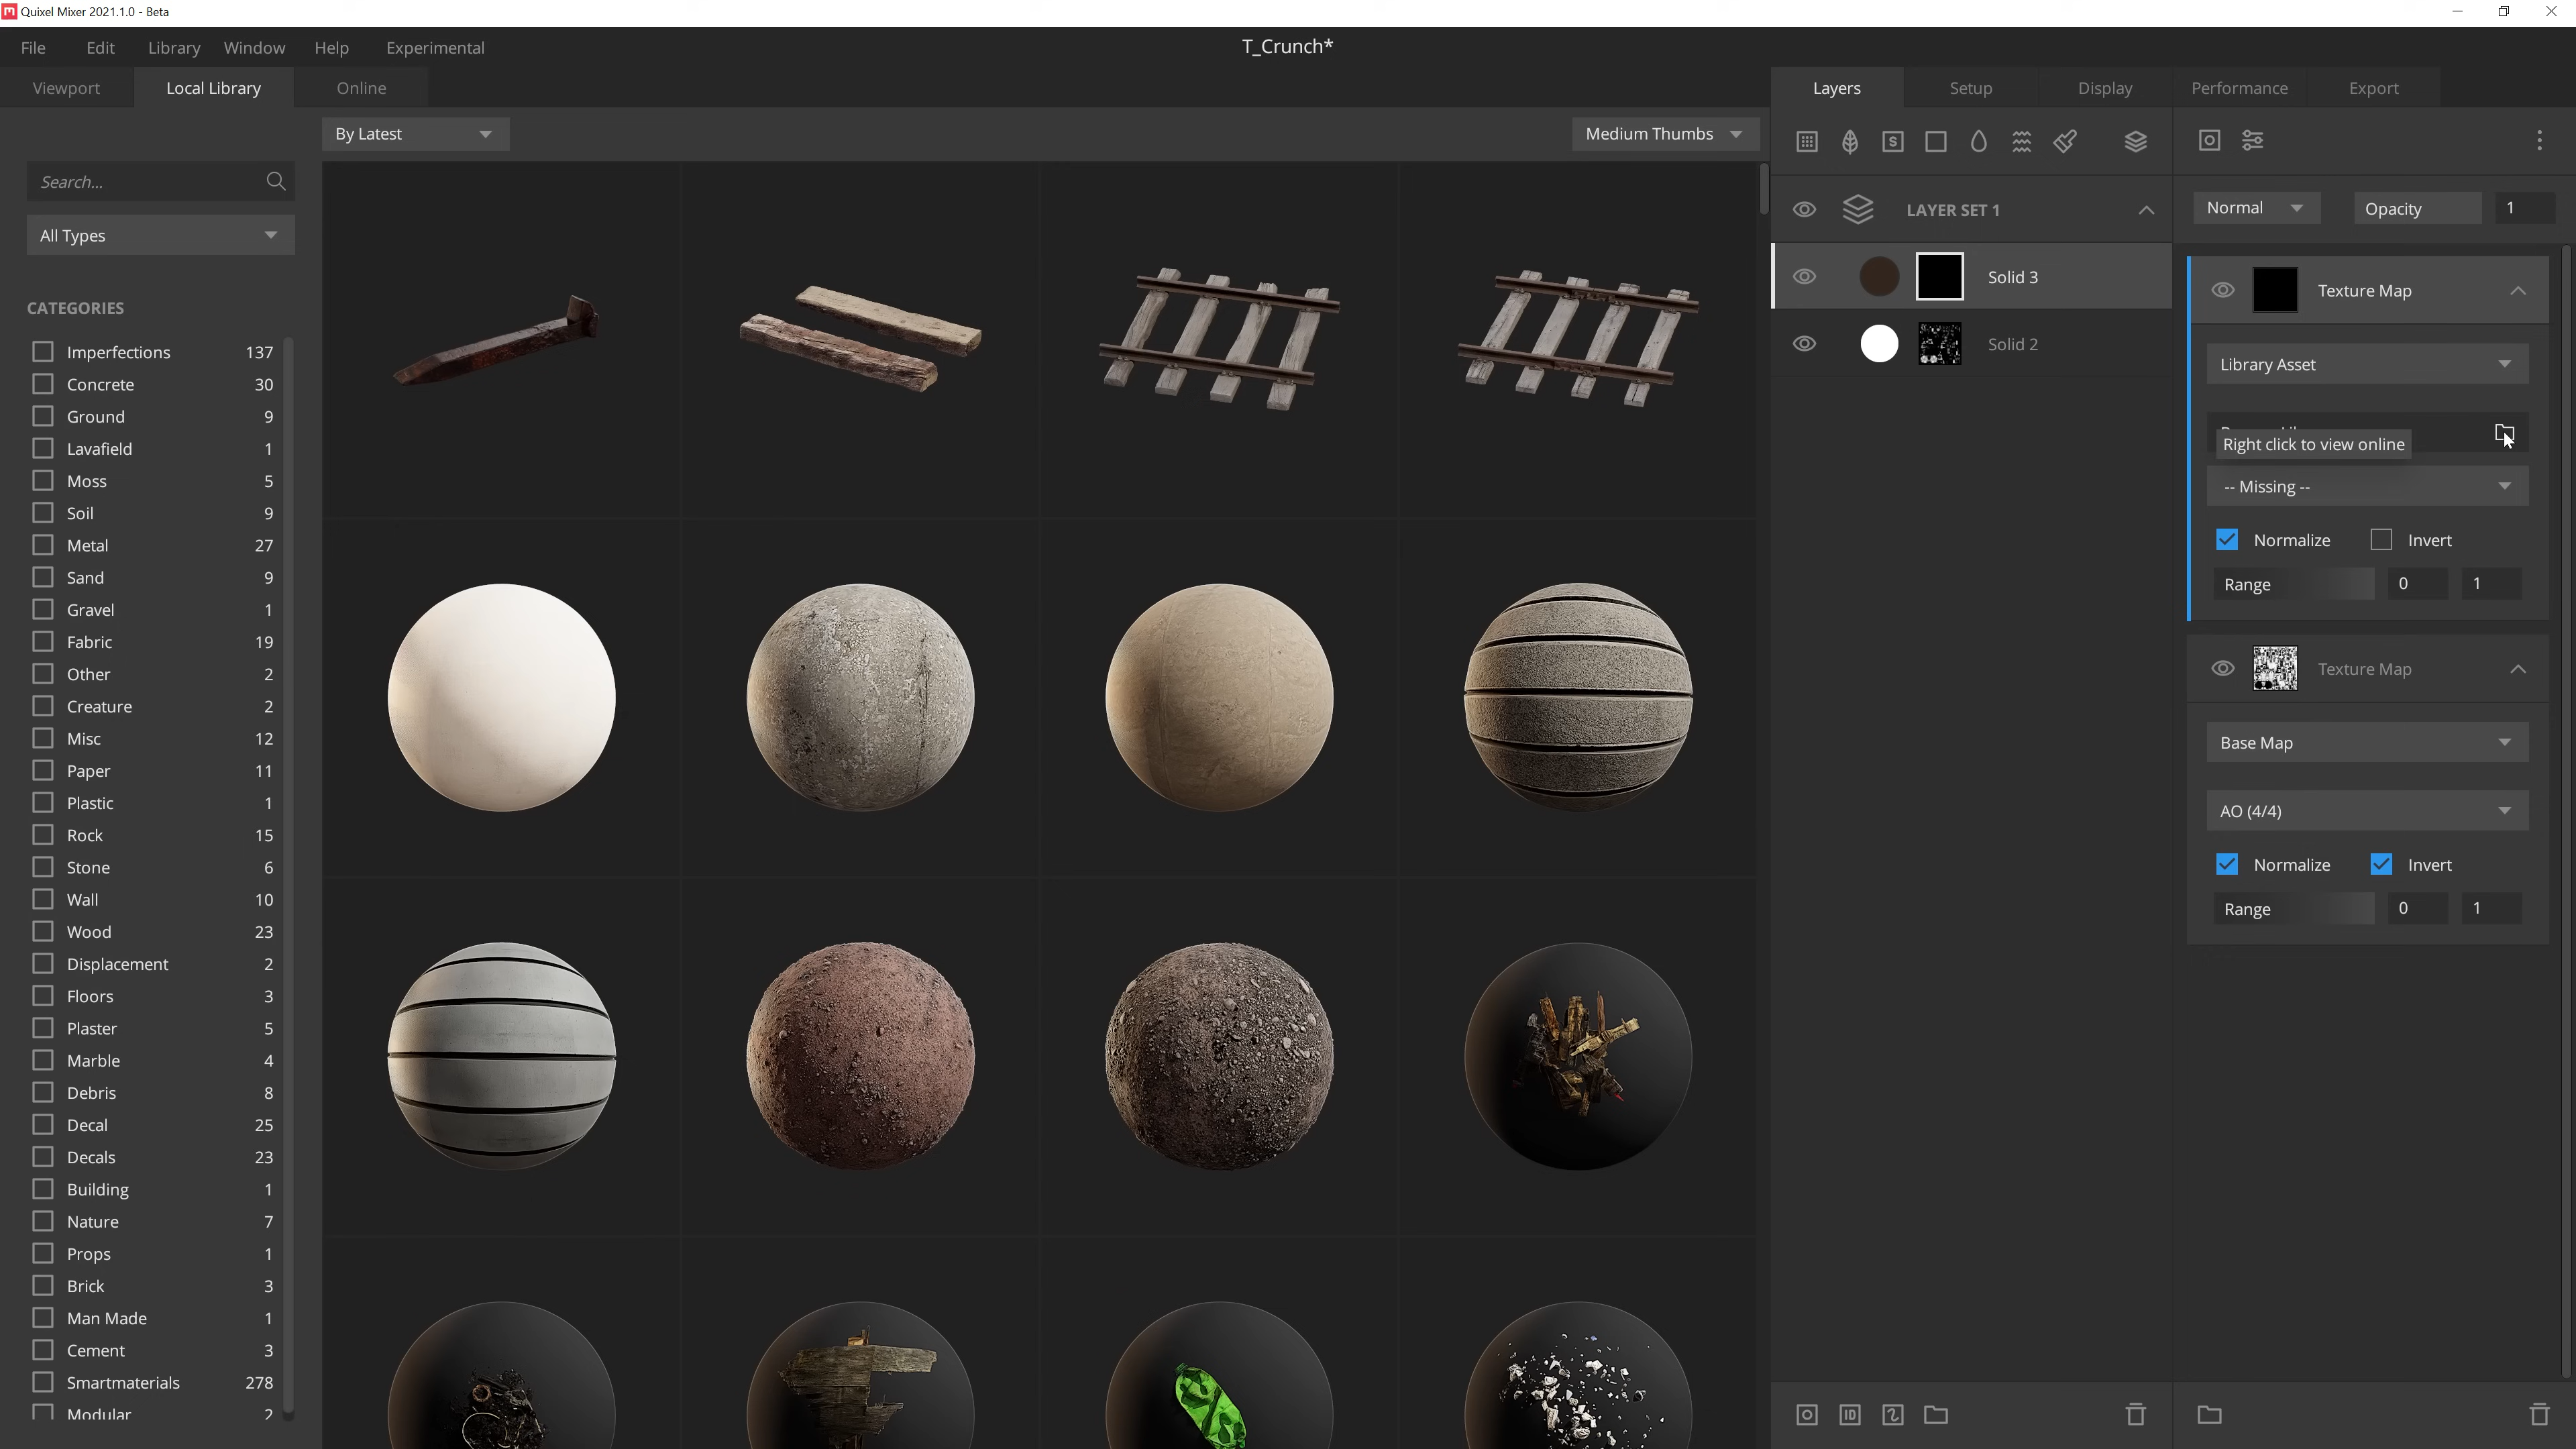 Quixel Mixer 2021.1.0 - Beta
File Edit Library Window Help Experimental
T_Crunch*
Viewport Local Library Online
Layers Setup Display Performance Export
By Latest
Medium Thumbs
Search...
All Types
CATEGORIES
Imperfections 137
Concrete 30
Ground 9
Lavafield 1
Moss 5
Soil 9
Metal 27
Sand 9
Gravel 1
Fabric 19
Other 2
Creature 2
Misc 12
Paper 11
Plastic 1
Rock 15
Stone 6
Wall 10
Wood 23
Displacement 2
Floors 3
Plaster 5
Marble 4
Debris 8
Decal 25
Decals 23
Building 1
Nature 7
Props 1
Brick 3
Man Made 1
Cement 3
Smartmaterials 278
Modular 2
S
LAYER SET 1
Solid 3
Solid 2
ID
Normal Opacity 1
Texture Map
Library Asset
Right click to view online
-- Missing --
Normalize Invert
Range 0 1
Texture Map
Base Map
AO (4/4)
Normalize Invert
Range 0 1